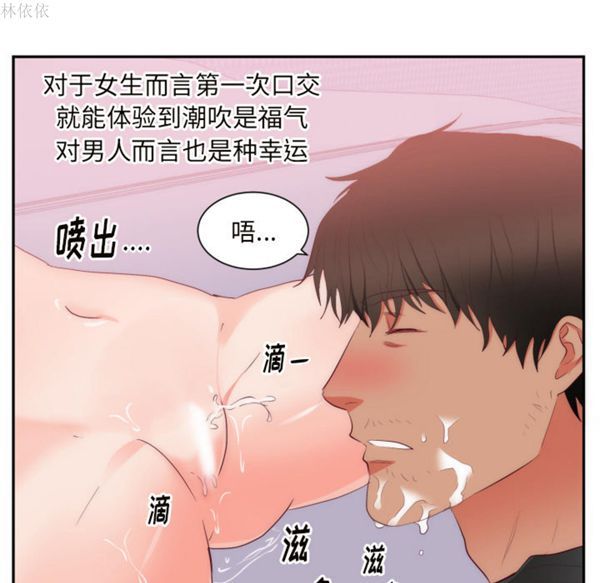 林依依
对于女生而言第一次口交
就能体验到潮吹是福气
对男人而言也是种幸运
喷出....
唔...
滴一
滴
滋
滋